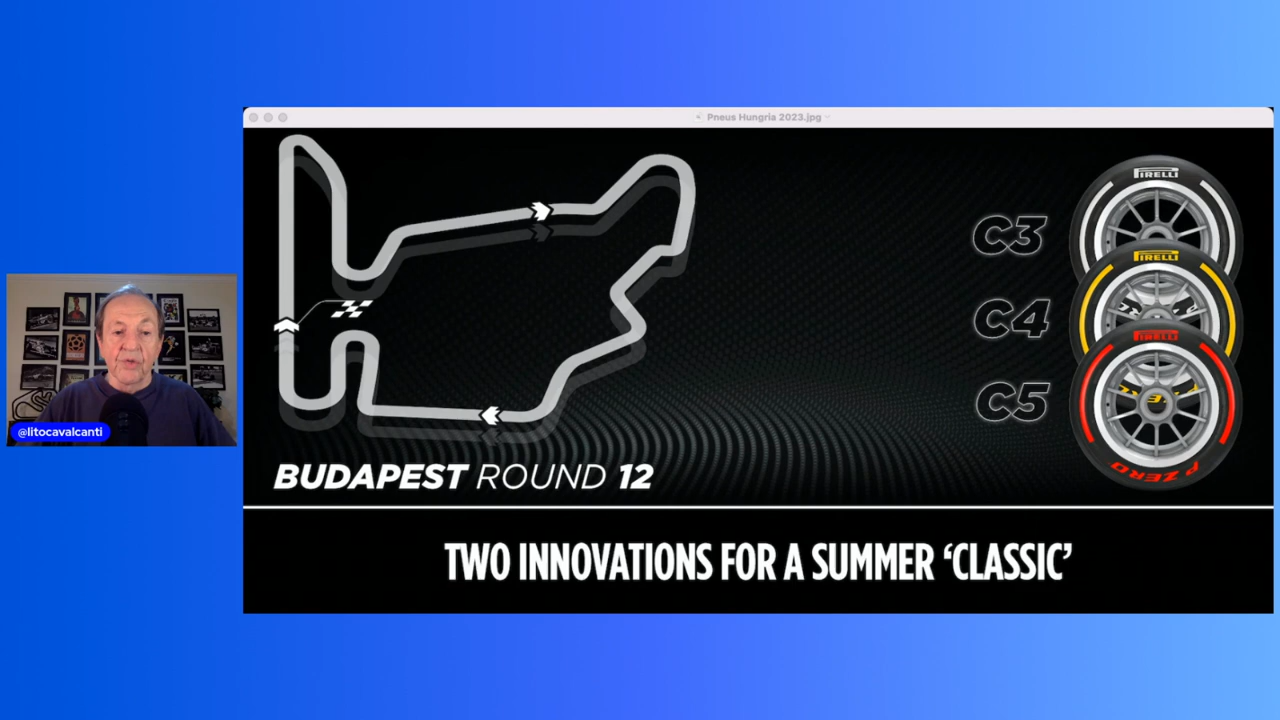 Pneus Hungria 2023.jpg
PIRELLI
C3
PIRELLI
C4
PIRELLI
C5
P ZERO
@litocavalcanti
BUDAPEST ROUND 12
TWO INNOVATIONS FOR A SUMMER ‘CLASSIC’